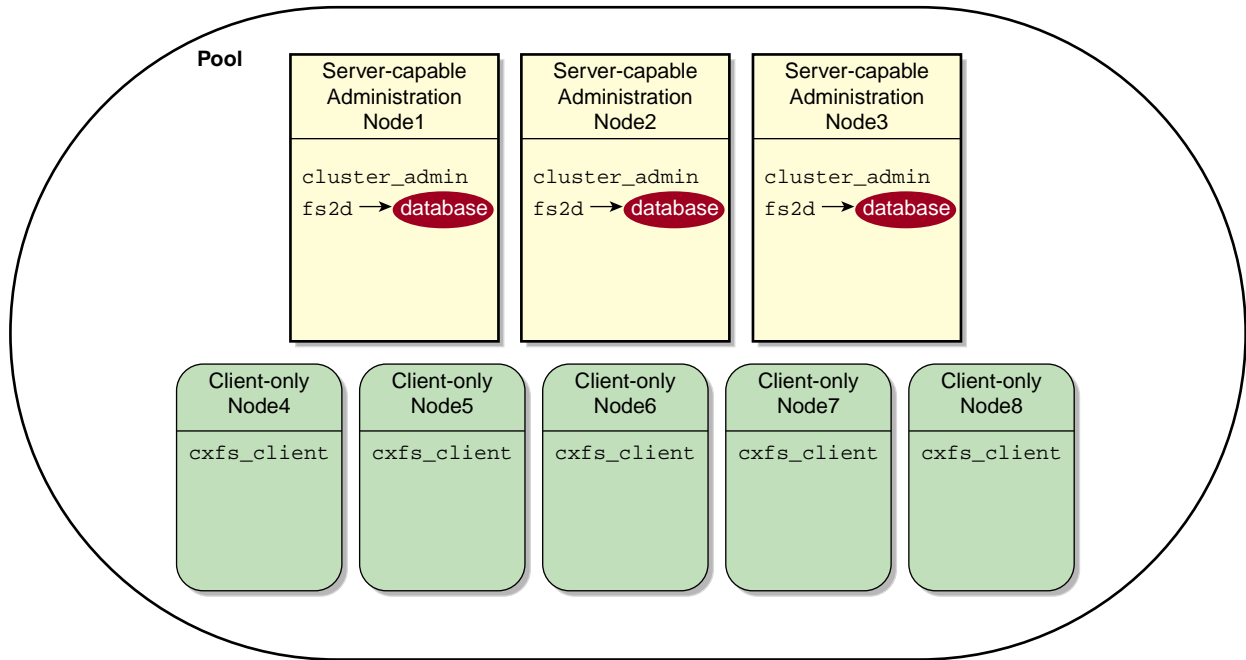 Pool
Server-capable Server-capable Server-capable
Administration Administration Administration
Node1 Node2 Node3
cluster_admin cluster_admin cluster_admin
fs2d database fs2d database fs2d database
Client-only Client-only Client-only Client-only Client-only
Node4 Node5 Node6 Node7 Node8
cxfs_client cxfs_client cxfs_client cxfs_client cxfs_client